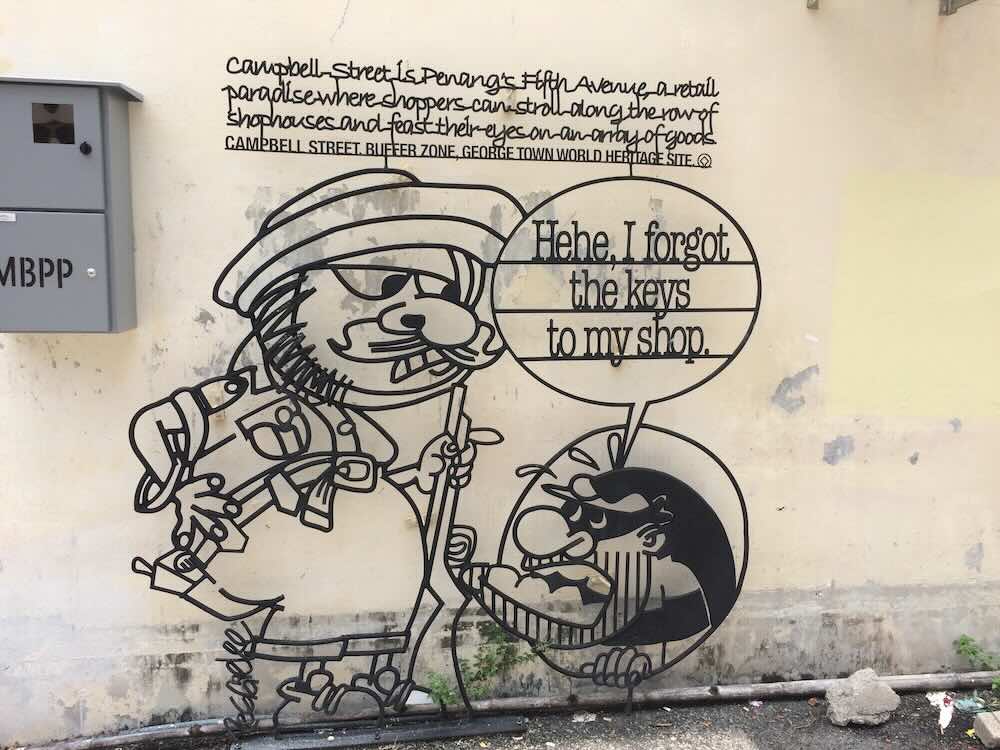 Campbell Street is Penang's Fifth Avenue, a retail
paradise where shoppers can stroll along the row of
shophouses and feast their eyes on an array of goods
CAMPBELL STREET. BUFFER ZONE, GEORGE TOWN WORLD HERITAGE SITE.
Hehe, I forgot
the keys
to my shop.
MBPP